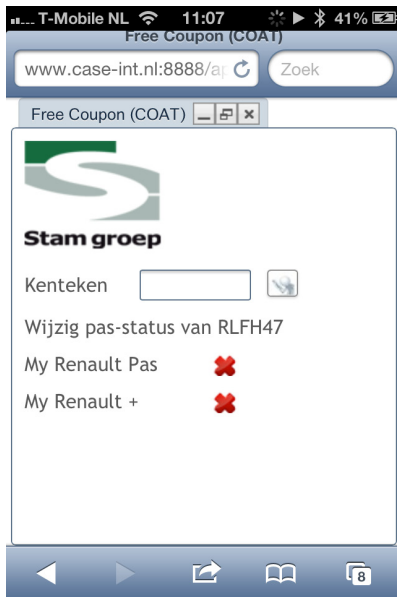 T-Mobile NL 11:07 41%
Free Coupon (COAT)
www.case-int.nl:8888/ap Zoek
Free Coupon (COAT)
Stam groep
Kenteken
Wijzig pas-status van RLFH47
My Renault Pas
My Renault +
8